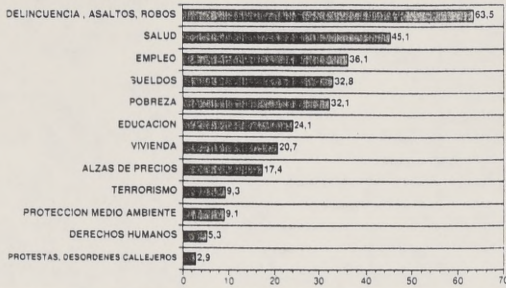 DELINCUENCIA , ASALTOS, ROBOS 63,5
SALUD 45,1
EMPLEO 36,1
SUELDOS 32,8
POBREZA 32,1
EDUCACION 24,1
VIVIENDA 20,7
ALZAS DE PRECIOS 17,4
TERRORISMO 9,3
PROTECCION MEDIO AMBIENTE 9,1
DERECHOS HUMANOS 5,3
PROTESTAS, DESORDENES CALLEJEROS 2,9
0 10 20 30 40 50 60 70